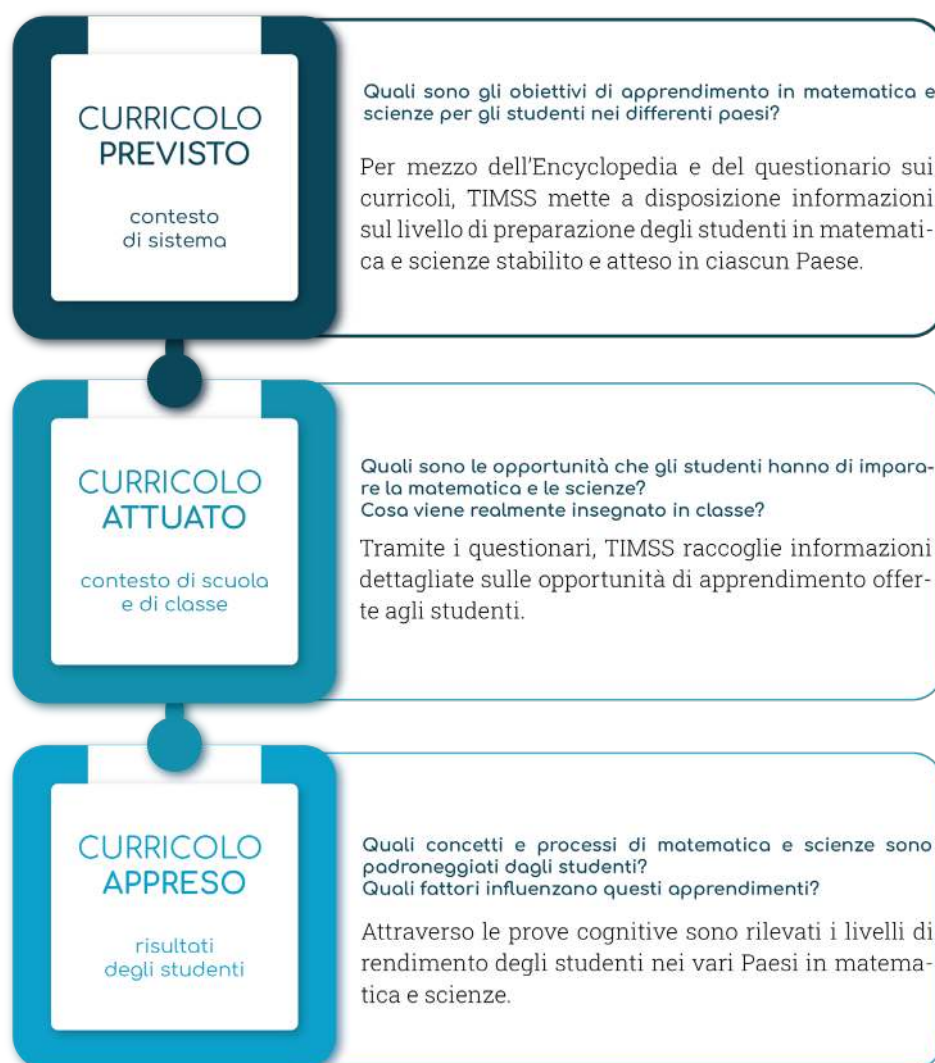 CURRICOLO
PREVISTO
contesto
di sistema
Quali sono gli obiettivi di apprendimento in matematica e
scienze per gli studenti nei differenti paesi?
Per mezzo dell'Encyclopedia e del questionario sui
curricoli, TIMSS mette a disposizione informazioni
sul livello di preparazione degli studenti in matemati-
ca e scienze stabilito e atteso in ciascun Paese.
CURRICOLO
ATTUATO
contesto di scuola
e di classe
Quali sono le opportunità che gli studenti hanno di impara-
re la matematica e le scienze?
Cosa viene realmente insegnato in classe?
Tramite i questionari, TIMSS raccoglie informazioni
dettagliate sulle opportunità di apprendimento offer-
te agli studenti.
CURRICOLO
APPRESO
risultati
degli studenti
Quali concetti e processi di matematica e scienze sono
padroneggiati dagli studenti?
Quali fattori influenzano questi apprendimenti?
Attraverso le prove cognitive sono rilevati i livelli di
rendimento degli studenti nei vari Paesi in matema-
tica e scienze.